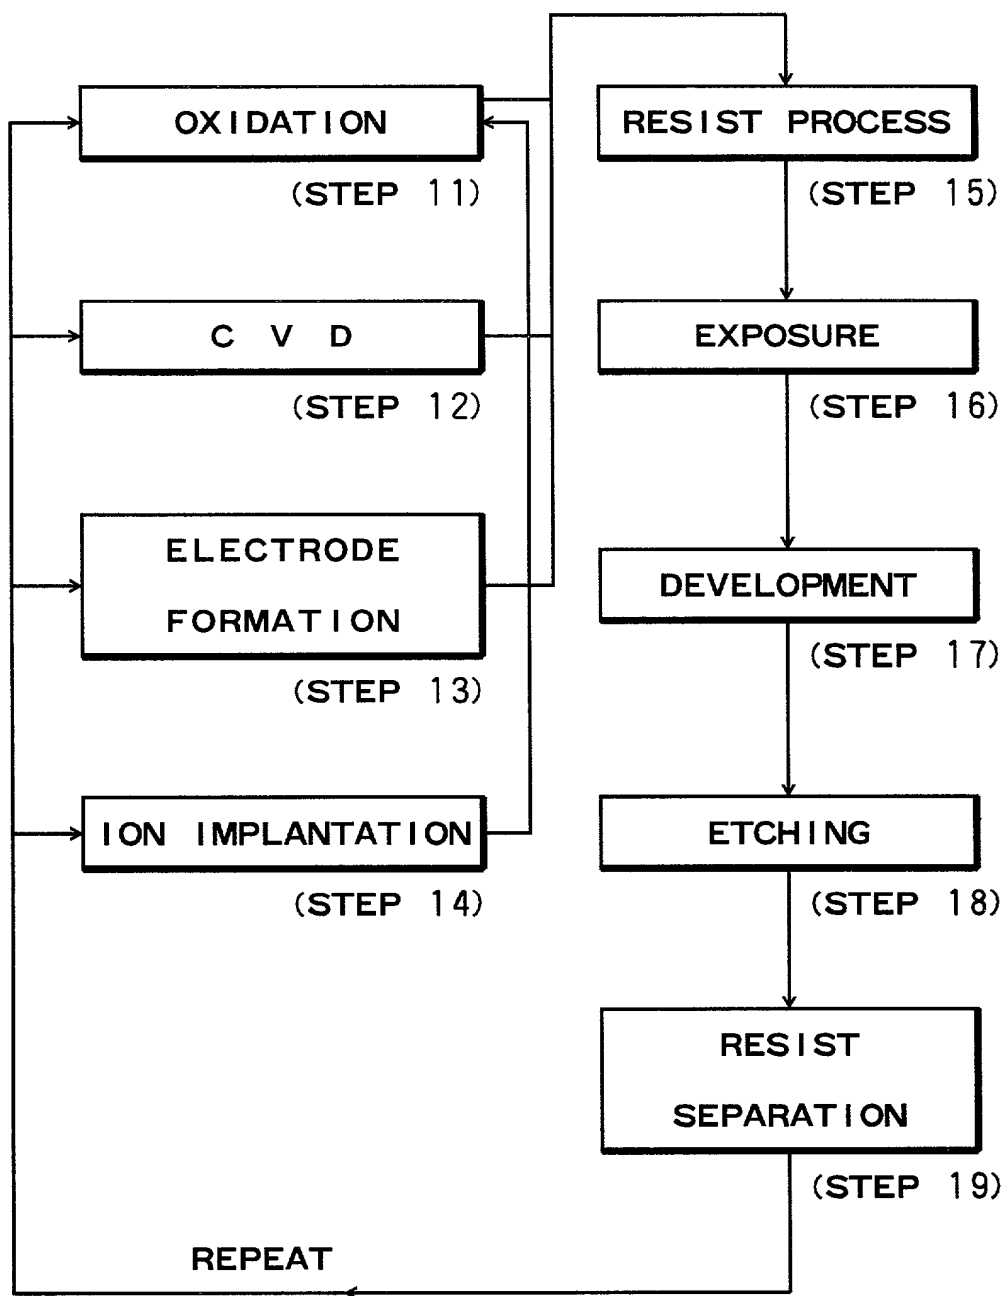 OXIDATION
(STEP 11)
CVD
(STEP 12)
ELECTRODE
FORMATION
(STEP 13)
ION IMPLANTATION
(STEP 14)
RESIST PROCESS
(STEP 15)
EXPOSURE
(STEP 16)
DEVELOPMENT
(STEP 17)
ETCHING
(STEP 18)
RESIST
SEPARATION
(STEP 19)
REPEAT